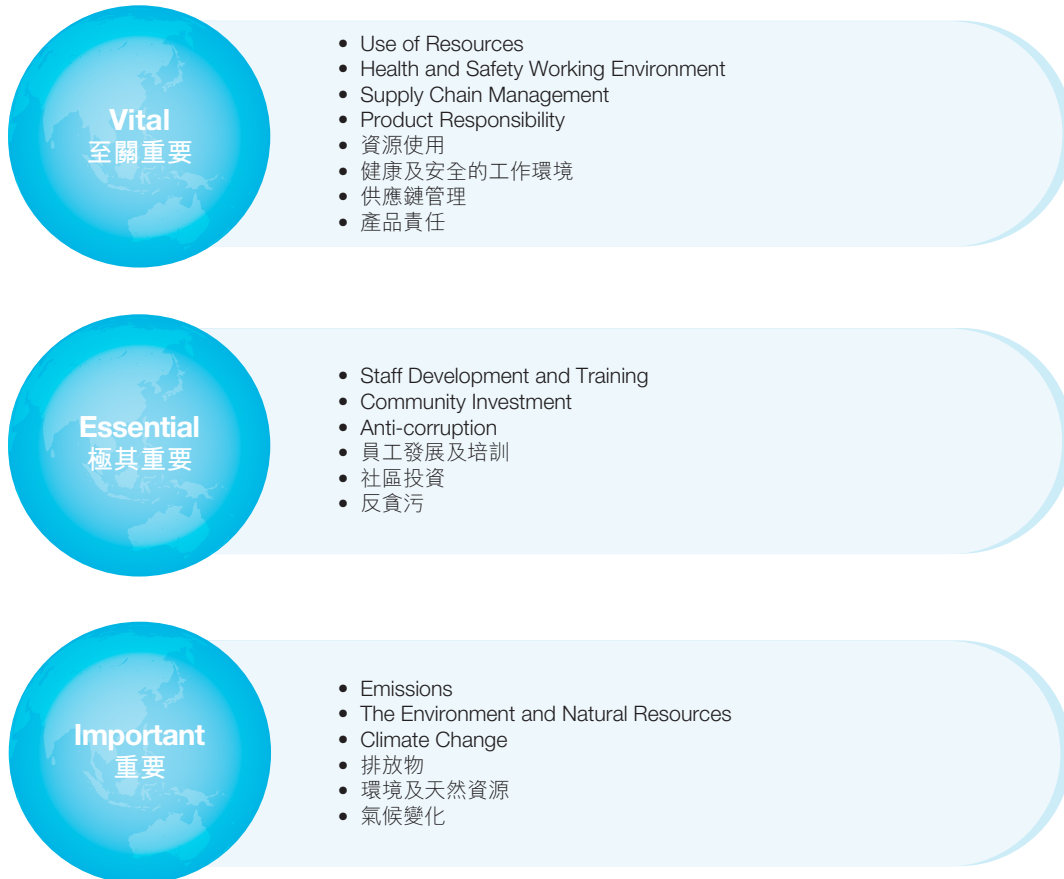 Vital
至關重要
• Use of Resources
• Health and Safety Working Environment
• Supply Chain Management
• Product Responsibility
• 資源使用
• 健康及安全的工作環境
• 供應鏈管理
• 產品責任
Essential
極其重要
• Staff Development and Training
• Community Investment
• Anti-corruption
• 員工發展及培訓
• 社區投資
• 反貪污
Important
重要
• Emissions
• The Environment and Natural Resources
• Climate Change
• 排放物
• 環境及天然資源
• 氣候變化